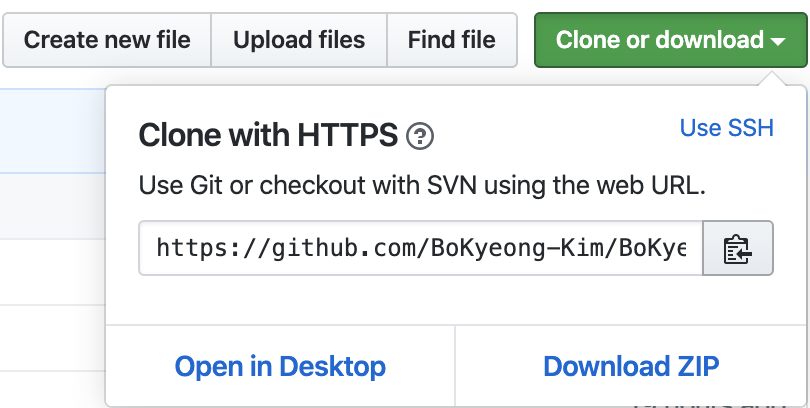 Create new file
Upload files
Find file
Clone or download
Clone with HTTPS
Use SSH
Use Git or checkout with SVN using the web URL.
https://github.com/BoKyeong-Kim/BoKye
Open in Desktop
Download ZIP